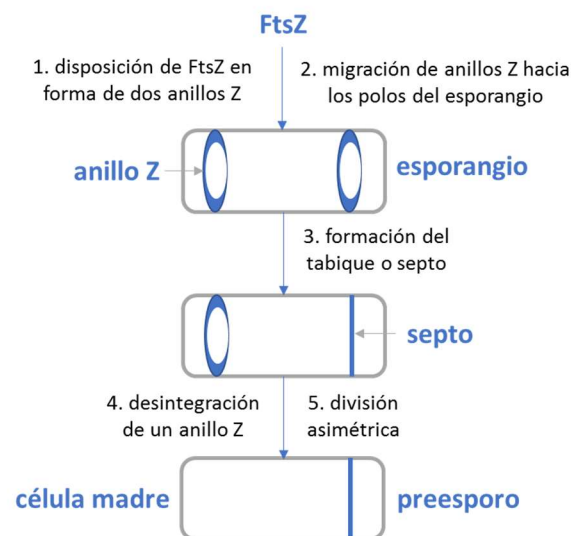 FtsZ
1. disposición de FtsZ en
forma de dos anillos Z
2. migración de anillos Z hacia
los polos del esporangio
anillo Z
esporangio
3. formación del
tabique o septo
septo
4. desintegración
de un anillo Z
5. división
asimétrica
célula madre
preesporo